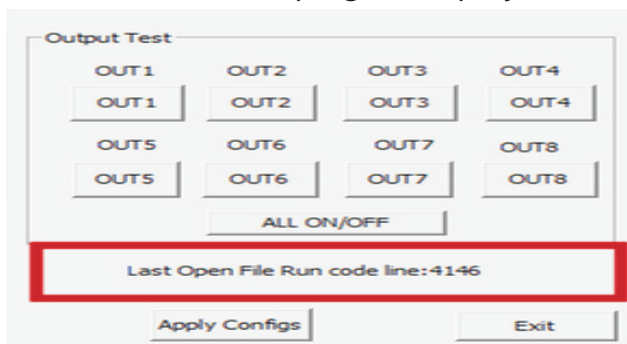 Output Test
OUT1 OUT2 OUT3 OUT4
OUT1 OUT2 OUT3 OUT4
OUT5 OUT6 OUT7 OUT8
OUT5 OUT6 OUT7 OUT8
ALL ON/OFF
Last Open File Run code line:4146
Apply Configs Exit